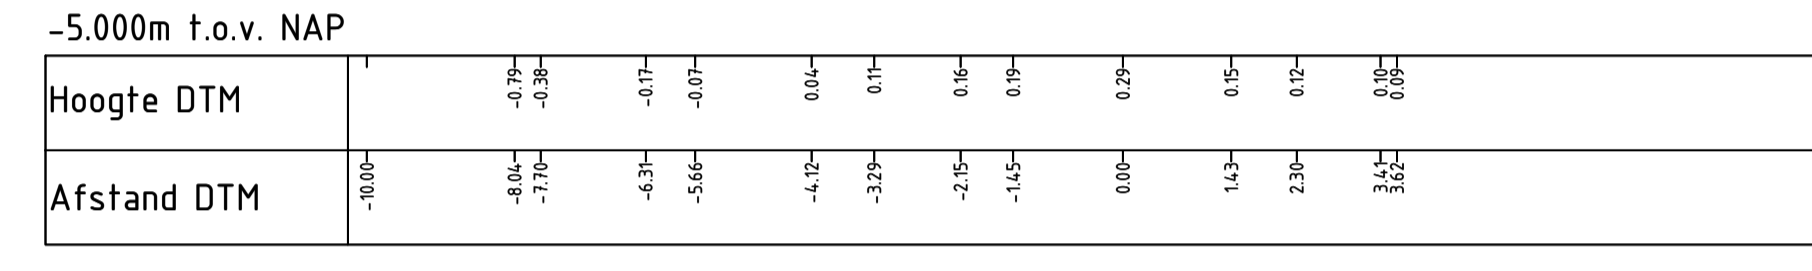 -5.000m t.o.v. NAP
Hoogte DTM -0.79 -0.38 -0.17 -0.07 0.04 0.11 0.16 0.19 0.29 0.15 0.12 0.10 0.09
Afstand DTM -10.00 -8.04 -7.70 -6.31 -5.66 -4.12 -3.29 -2.15 -1.45 0.00 1.43 2.30 3.41 3.62